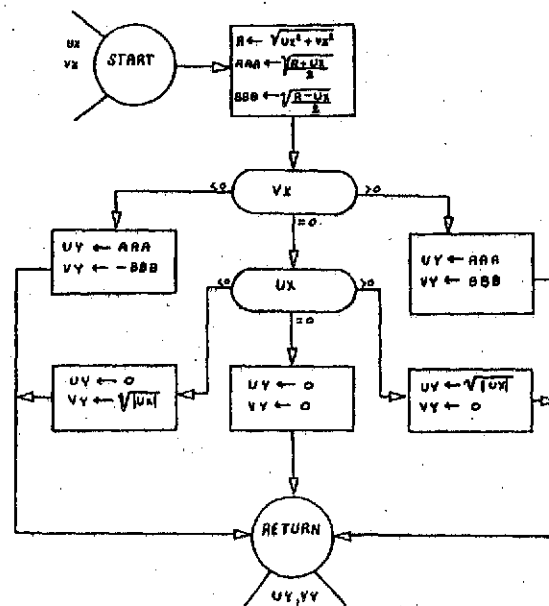 UX
VX
START
R ← √UX²+VX²
AAA ← √R+UX/2
BBB ← √R-UX/2
VX
<0
>0
=0
UY ← AAA
VY ← -BBB
UY ← AAA
VY ← BBB
UX
<0
>0
=0
UY ← 0
VY ← √|UX|
UY ← 0
VY ← 0
UY ← √|UX|
VY ← 0
RETURN
UY, VY